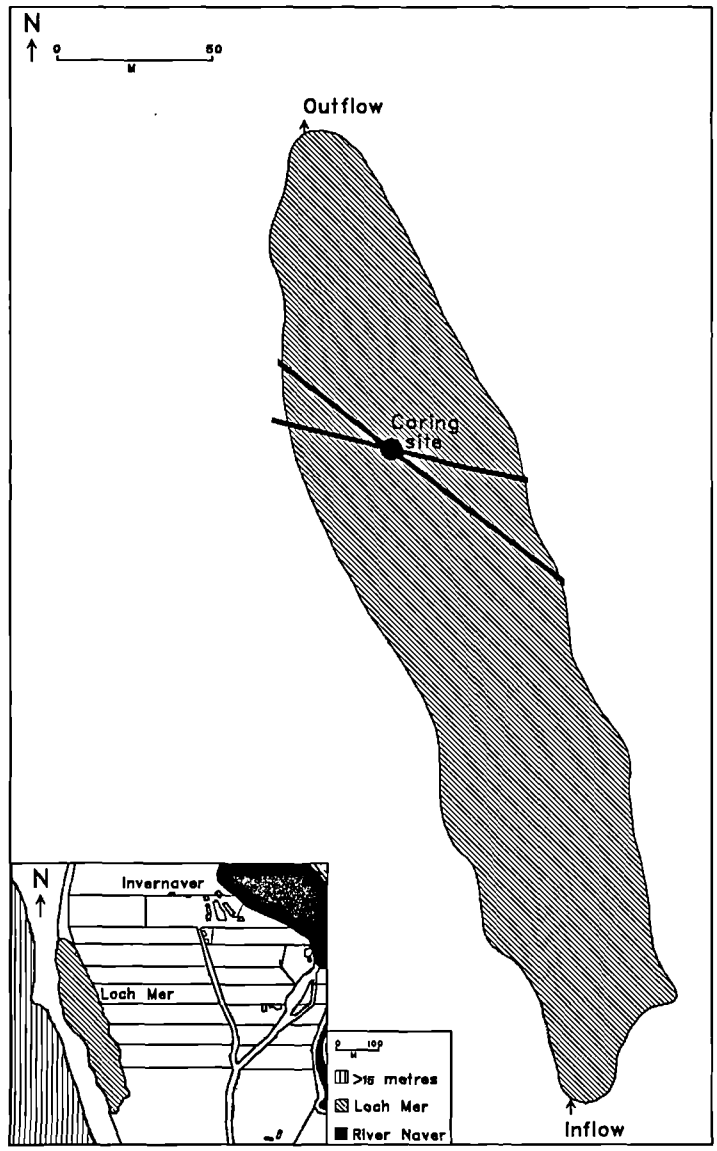 N
0 50
M
Outflow
Coring
site
N
Invernaver
Loch Mer
0 100
M
>15 metres
Loch Mer
River Naver
Inflow